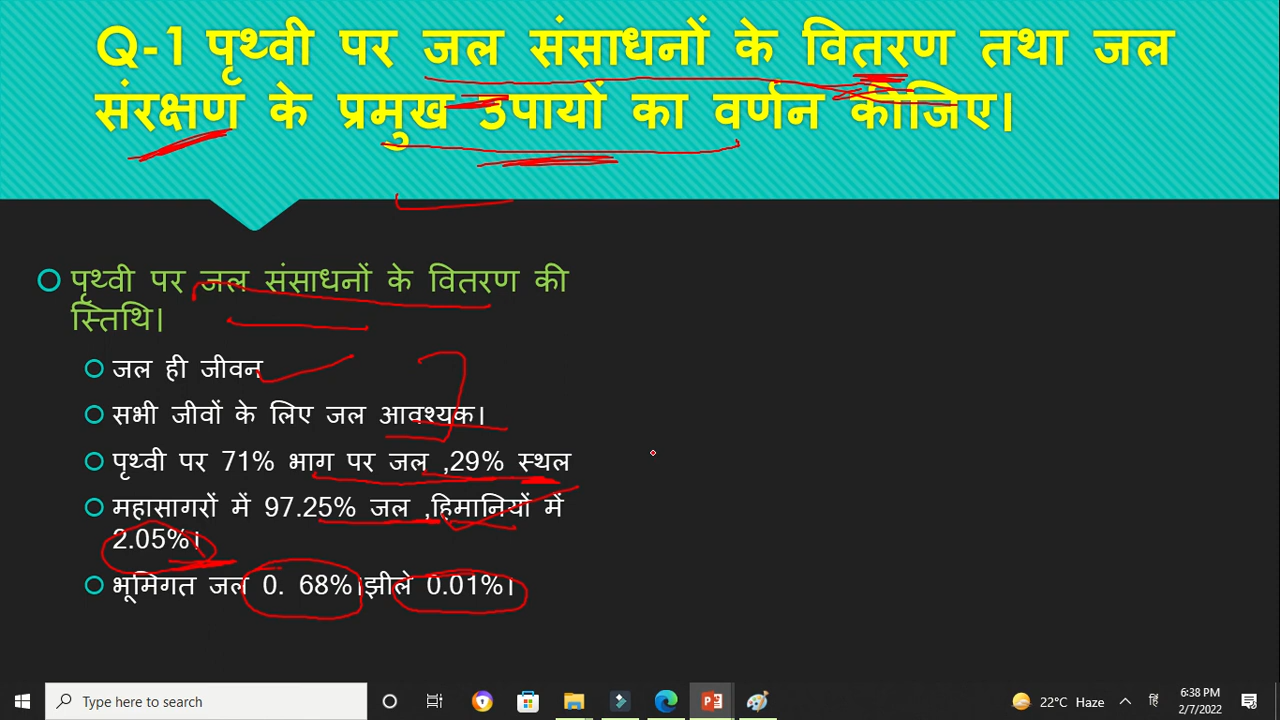 Q-1 पृथ्वी पर जल संसाधनों के वितरण तथा जल
संरक्षण के प्रमुख उपायों का वर्णन कीजिए।
पृथ्वी पर जल संसाधनों के वितरण की
स्तिथि।
जल ही जीवन
सभी जीवों के लिए जल आवश्यक।
पृथ्वी पर 71% भाग पर जल ,29% स्थल
महासागरों में 97.25% जल ,हिमानियों में
2.05%।
भूमिगत जल 0. 68%।झीले 0.01%।
Type here to search
22°C Haze
हिं
6:38 PM
2/7/2022